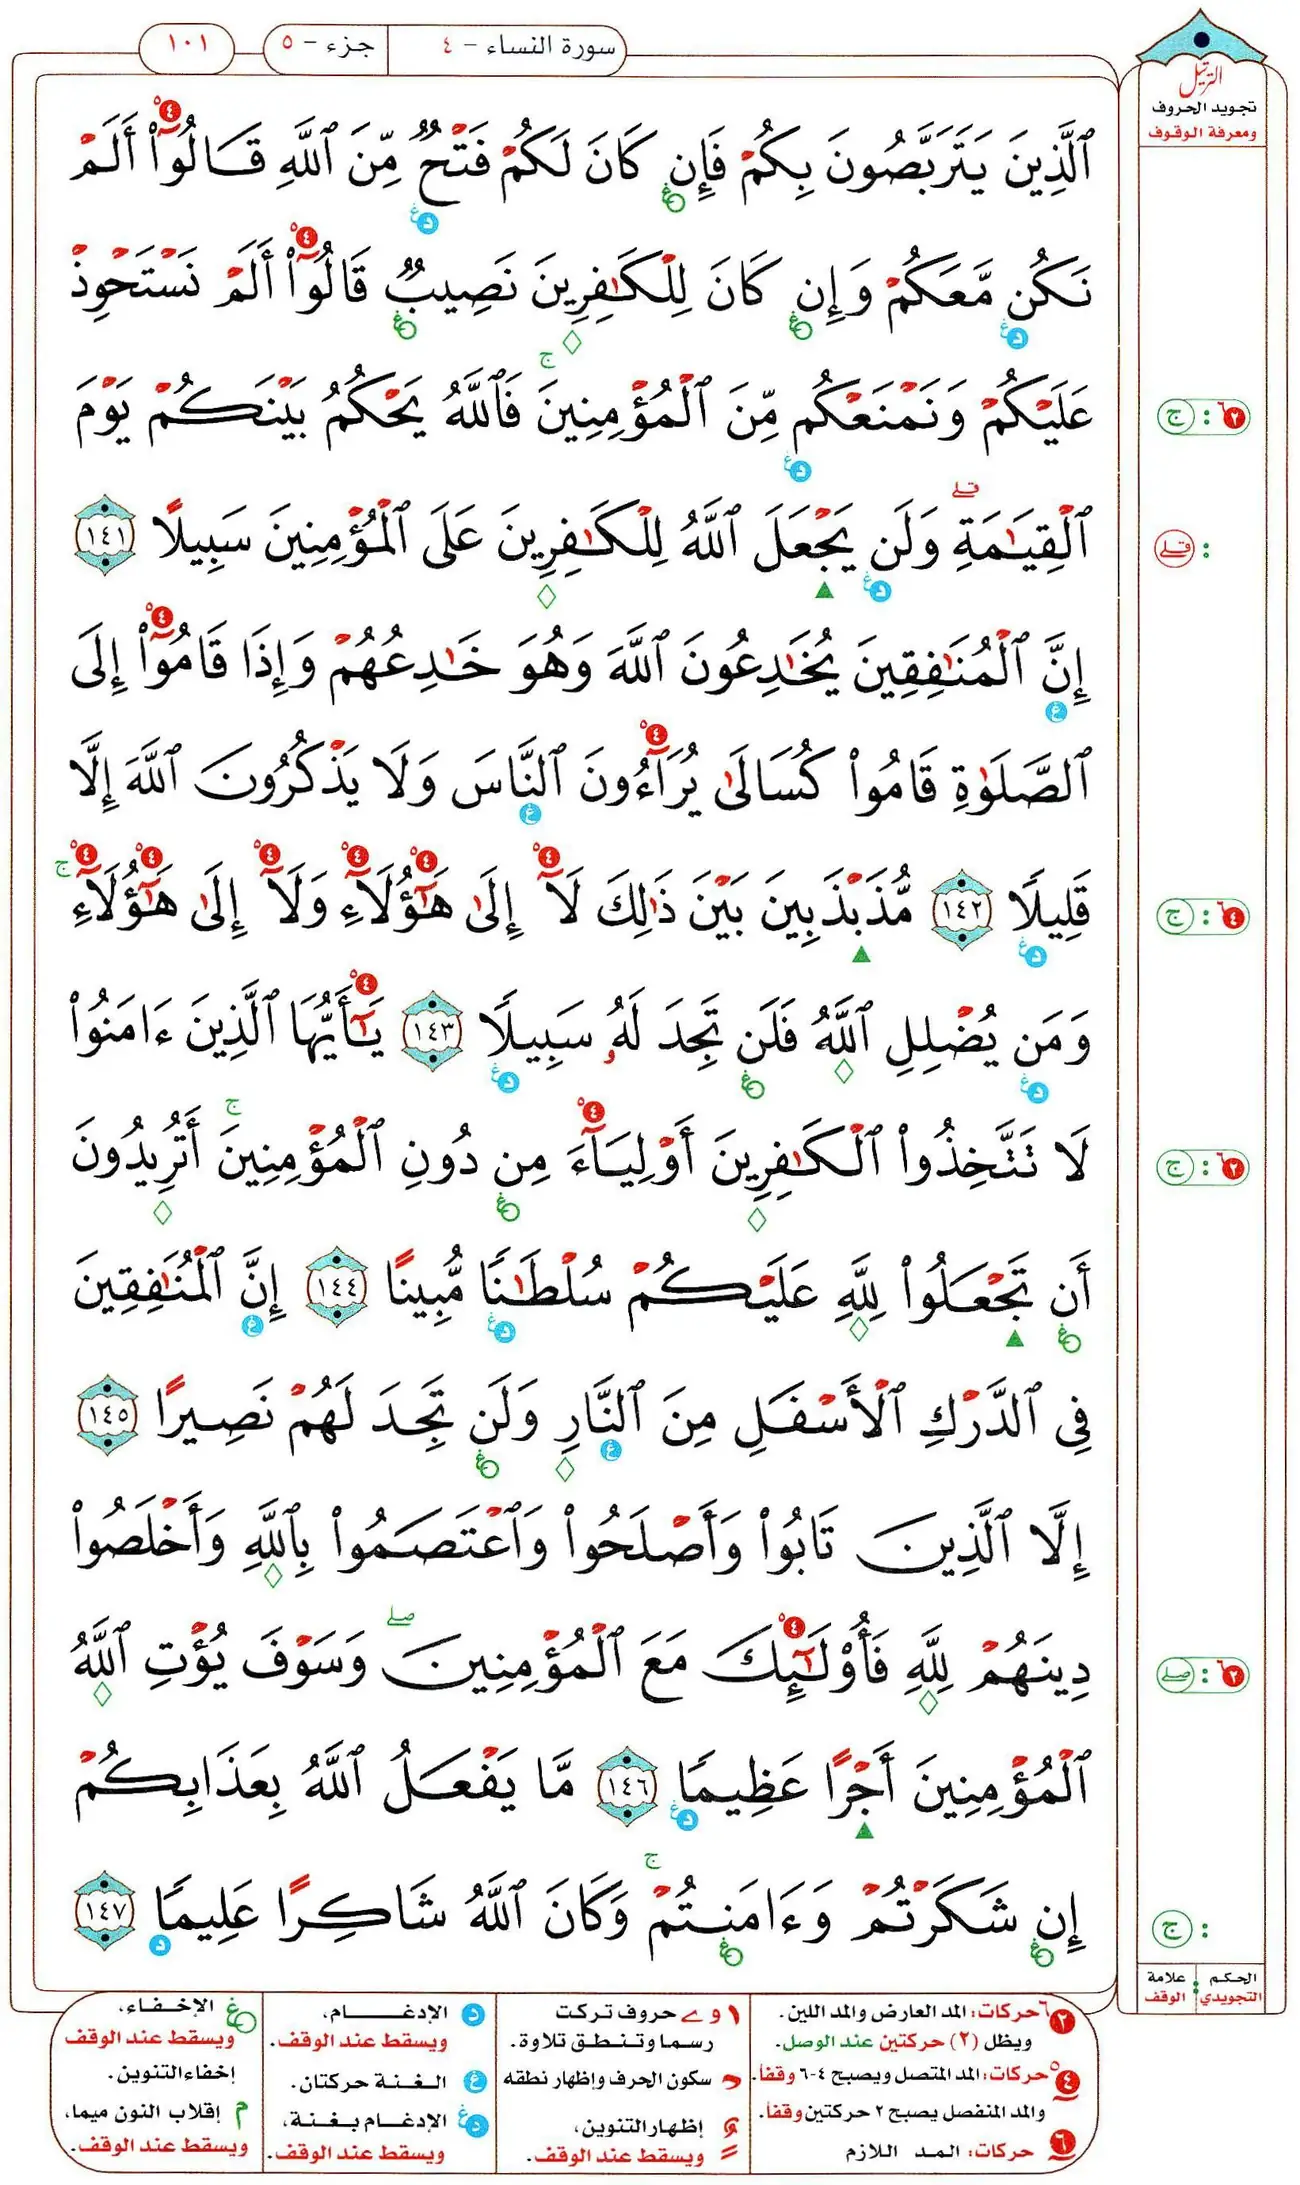 سورة النساء - ٤
جزء - ٥
١٠١
الترتيل
تجويد الحروف
ومعرفة الوقوف
ٱلَّذِينَ يَتَرَبَّصُونَ بِكُمْ فَإِن كَانَ لَكُمْ فَتْحٌ مِّنَ ٱللَّهِ قَالُوٓا۟ أَلَمْ
نَكُن مَّعَكُمْ وَإِن كَانَ لِلْكَـٰفِرِينَ نَصِيبٌ قَالُوٓا۟ أَلَمْ نَسْتَحْوِذْ
عَلَيْكُمْ وَنَمْنَعْكُم مِّنَ ٱلْمُؤْمِنِينَ ۚ فَٱللَّهُ يَحْكُمُ بَيْنَكُمْ يَوْمَ
ٱلْقِيَـٰمَةِ ۗ وَلَن يَجْعَلَ ٱللَّهُ لِلْكَـٰفِرِينَ عَلَى ٱلْمُؤْمِنِينَ سَبِيلًا ١٤١
إِنَّ ٱلْمُنَـٰفِقِينَ يُخَـٰدِعُونَ ٱللَّهَ وَهُوَ خَـٰدِعُهُمْ وَإِذَا قَامُوٓا۟ إِلَى
ٱلصَّلَوٰةِ قَامُوا۟ كُسَالَىٰ يُرَآءُونَ ٱلنَّاسَ وَلَا يَذْكُرُونَ ٱللَّهَ إِلَّا
قَلِيلًا ١٤٢ مُّذَبْذَبِينَ بَيْنَ ذَٰلِكَ لَآ إِلَىٰ هَـٰٓؤُلَآءِ وَلَآ إِلَىٰ هَـٰٓؤُلَآءِ ۚ
وَمَن يُضْلِلِ ٱللَّهُ فَلَن تَجِدَ لَهُۥ سَبِيلًا ١٤٣ يَـٰٓأَيُّهَا ٱلَّذِينَ ءَامَنُوا۟
لَا تَتَّخِذُوا۟ ٱلْكَـٰفِرِينَ أَوْلِيَآءَ مِن دُونِ ٱلْمُؤْمِنِينَ ۚ أَتُرِيدُونَ
أَن تَجْعَلُوا۟ لِلَّهِ عَلَيْكُمْ سُلْطَـٰنًا مُّبِينًا ١٤٤ إِنَّ ٱلْمُنَـٰفِقِينَ
فِى ٱلدَّرْكِ ٱلْأَسْفَلِ مِنَ ٱلنَّارِ وَلَن تَجِدَ لَهُمْ نَصِيرًا ١٤٥
إِلَّا ٱلَّذِينَ تَابُوا۟ وَأَصْلَحُوا۟ وَٱعْتَصَمُوا۟ بِٱللَّهِ وَأَخْلَصُوا۟
دِينَهُمْ لِلَّهِ فَأُو۟لَـٰٓئِكَ مَعَ ٱلْمُؤْمِنِينَ ۖ وَسَوْفَ يُؤْتِ ٱللَّهُ
ٱلْمُؤْمِنِينَ أَجْرًا عَظِيمًا ١٤٦ مَّا يَفْعَلُ ٱللَّهُ بِعَذَابِكُمْ
إِن شَكَرْتُمْ وَءَامَنتُمْ ۚ وَكَانَ ٱللَّهُ شَاكِرًا عَلِيمًا ١٤٧
الحكم التجويدي : علامة الوقف
٦ ٢ حركات: المد العارض والمد اللين.
ويظل (٢) حركتين عند الوصل.
٥ ٤ حركات: المد المتصل ويصبح ٤-٦ وقفاً.
والمد المنفصل يصبح ٢ حركتين وقفاً.
٦ حركات: المد اللازم
ا و ے حروف تركت
رسما وتنطق تلاوة.
سكون الحرف وإظهار نطقه
إظهار التنوين،
ويسقط عند الوقف.
د الإدغام،
ويسقط عند الوقف.
غ الغنة حركتان.
دغ الإدغام بغنة،
ويسقط عند الوقف.
الإخفاء،
ويسقط عند الوقف
إخفاء التنوين.
م إقلاب النون ميما،
ويسقط عند الوقف.